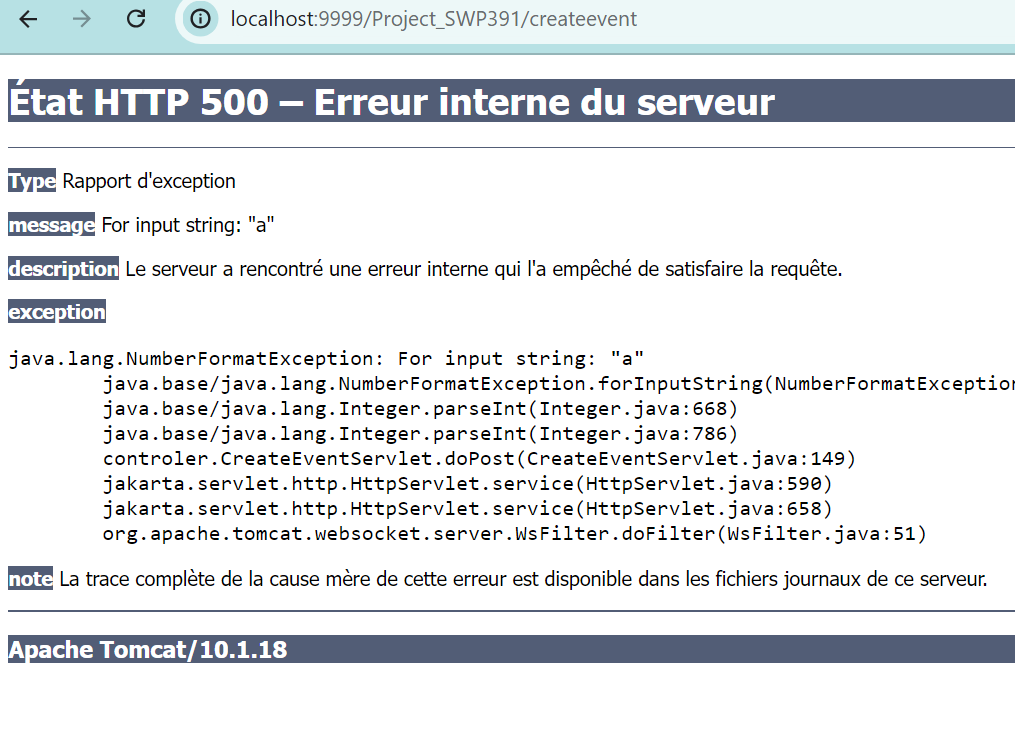 localhost:9999/Project_SWP391/createevent
État HTTP 500 – Erreur interne du serveur
Type Rapport d'exception
message For input string: "a"
description Le serveur a rencontré une erreur interne qui l'a empêché de satisfaire la requête.
exception
java.lang.NumberFormatException: For input string: "a"
java.base/java.lang.NumberFormatException.forInputString(NumberFormatException
java.base/java.lang.Integer.parseInt(Integer.java:668)
java.base/java.lang.Integer.parseInt(Integer.java:786)
controler.CreateEventServlet.doPost(CreateEventServlet.java:149)
jakarta.servlet.http.HttpServlet.service(HttpServlet.java:590)
jakarta.servlet.http.HttpServlet.service(HttpServlet.java:658)
org.apache.tomcat.websocket.server.WsFilter.doFilter(WsFilter.java:51)
note La trace complète de la cause mère de cette erreur est disponible dans les fichiers journaux de ce serveur.
Apache Tomcat/10.1.18